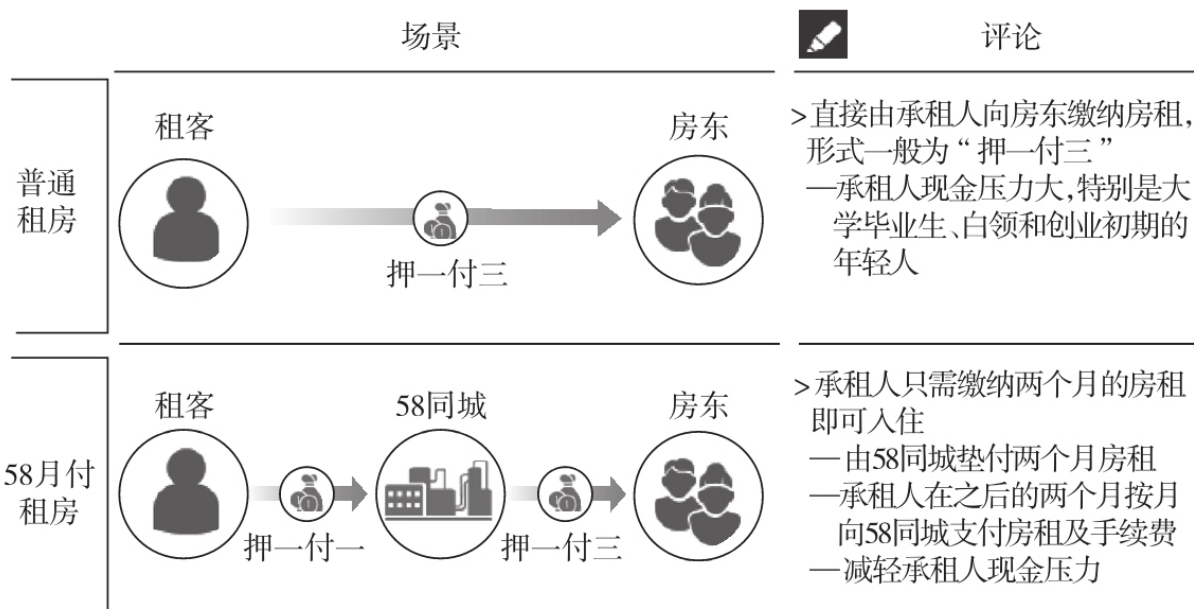 场景
评论
普通
租房
租客
房东
押一付三
>直接由承租人向房东缴纳房租,
形式一般为“押一付三”
—承租人现金压力大,特别是大
学毕业生、白领和创业初期的
年轻人
58月付
租房
租客
58同城
房东
押一付一
押一付三
>承租人只需缴纳两个月的房租
即可入住
—由58同城垫付两个月房租
—承租人在之后的两个月按月
向58同城支付房租及手续费
—减轻承租人现金压力